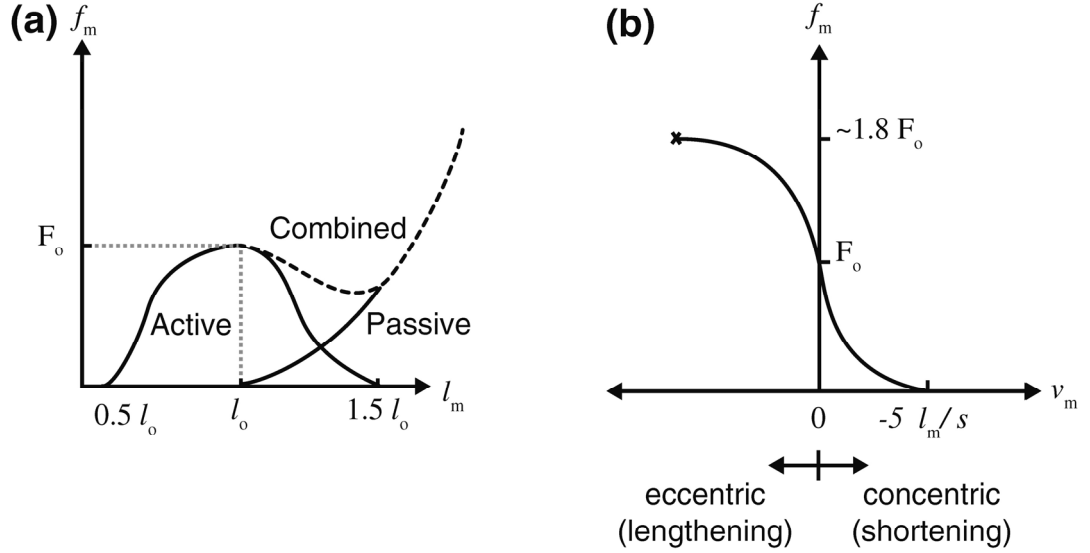 (a)
f_m
F_o
Combined
Active
Passive
0.5 l_o
l_o
1.5 l_o
l_m
(b)
f_m
~1.8 F_o
F_o
0
-5 l_m/s
v_m
eccentric
(lengthening)
concentric
(shortening)